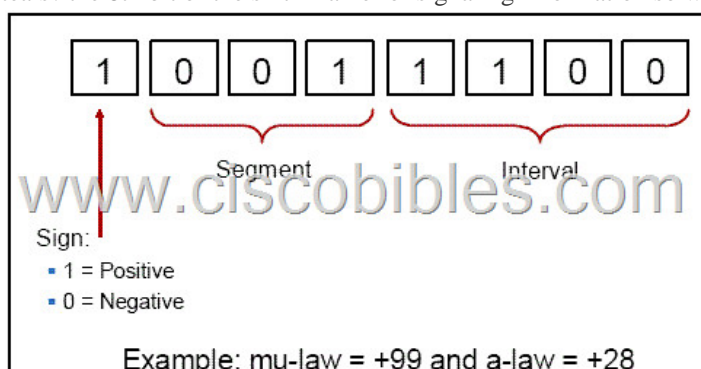 1 0 0 1 1 1 0 0
Segment Interval
www.ciscobibles.com
Sign:
1 = Positive
0 = Negative
Example: mu-law = +99 and a-law = +28